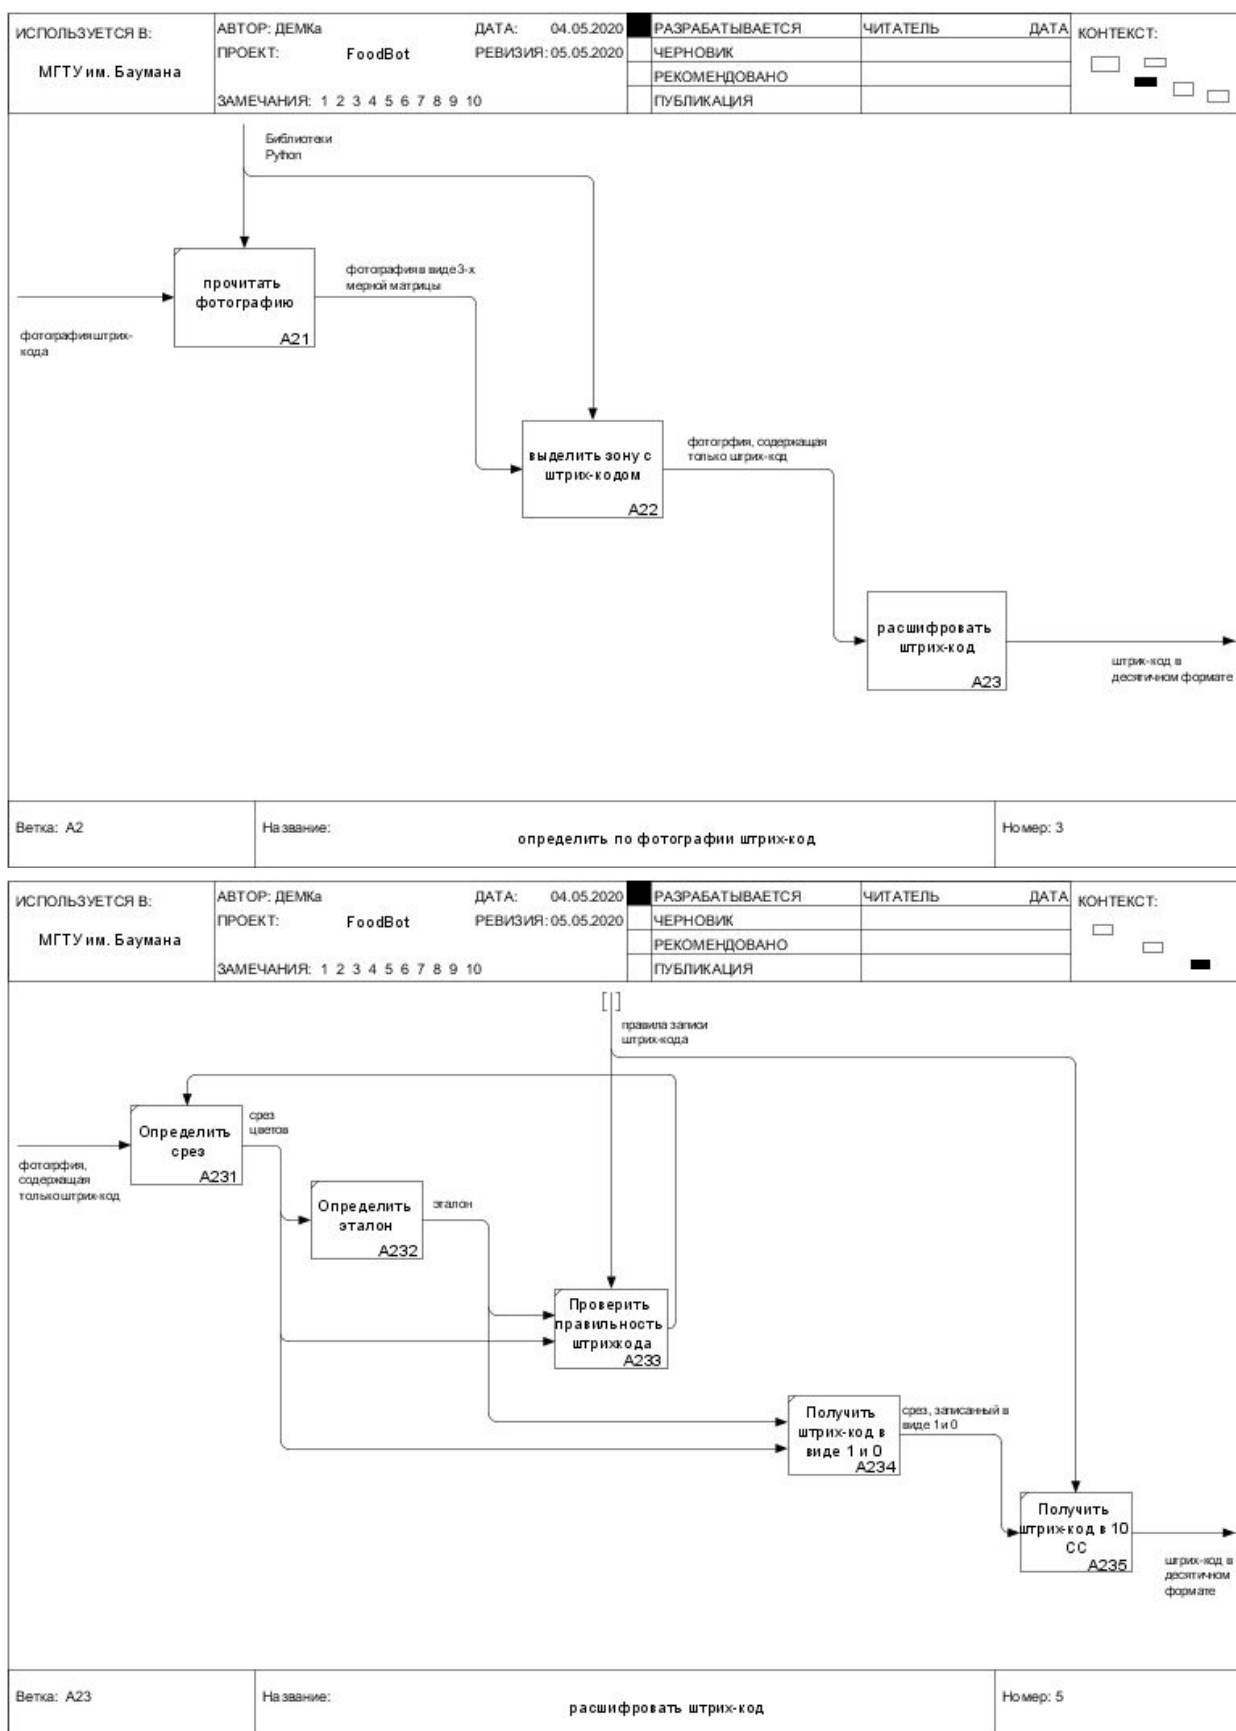 ИСПОЛЬЗУЕТСЯ В:
МГТУ им. Баумана
АВТОР: ДЕМКа
ДАТА: 04.05.2020
ПРОЕКТ: FoodBot
РЕВИЗИЯ: 05.05.2020
ЗАМЕЧАНИЯ: 1 2 3 4 5 6 7 8 9 10
РАЗРАБАТЫВАЕТСЯ
ЧЕРНОВИК
РЕКОМЕНДОВАНО
ПУБЛИКАЦИЯ
ЧИТАТЕЛЬ ДАТА
КОНТЕКСТ:
Библиотеки
Python
прочитать
фотографию
A21
фотография штрих-
кода
фотография в виде 3-х
мерной матрицы
выделить зону с
штрих-кодом
A22
фотогрфия, содержащая
только штрих-код
расшифровать
штрих-код
A23
штрих-код в
десятичном формате
Ветка: A2
Название:
определить по фотографии штрих-код
Номер: 3
ИСПОЛЬЗУЕТСЯ В:
МГТУ им. Баумана
АВТОР: ДЕМКа
ДАТА: 04.05.2020
ПРОЕКТ: FoodBot
РЕВИЗИЯ: 05.05.2020
ЗАМЕЧАНИЯ: 1 2 3 4 5 6 7 8 9 10
РАЗРАБАТЫВАЕТСЯ
ЧЕРНОВИК
РЕКОМЕНДОВАНО
ПУБЛИКАЦИЯ
ЧИТАТЕЛЬ ДАТА
КОНТЕКСТ:
правила записи
штрих-кода
Определить
срез
A231
срез
цветов
фотогрфия,
содержащая
только штрих-код
Определить
эталон
A232
эталон
Проверить
правильность
штрихкода
A233
Получить
штрих-код в
виде 1 и 0
A234
срез, записанный в
виде 1 и 0
Получить
штрих-код в 10
СС
A235
штрих-код в
десятичном
формате
Ветка: A23
Название:
расшифровать штрих-код
Номер: 5